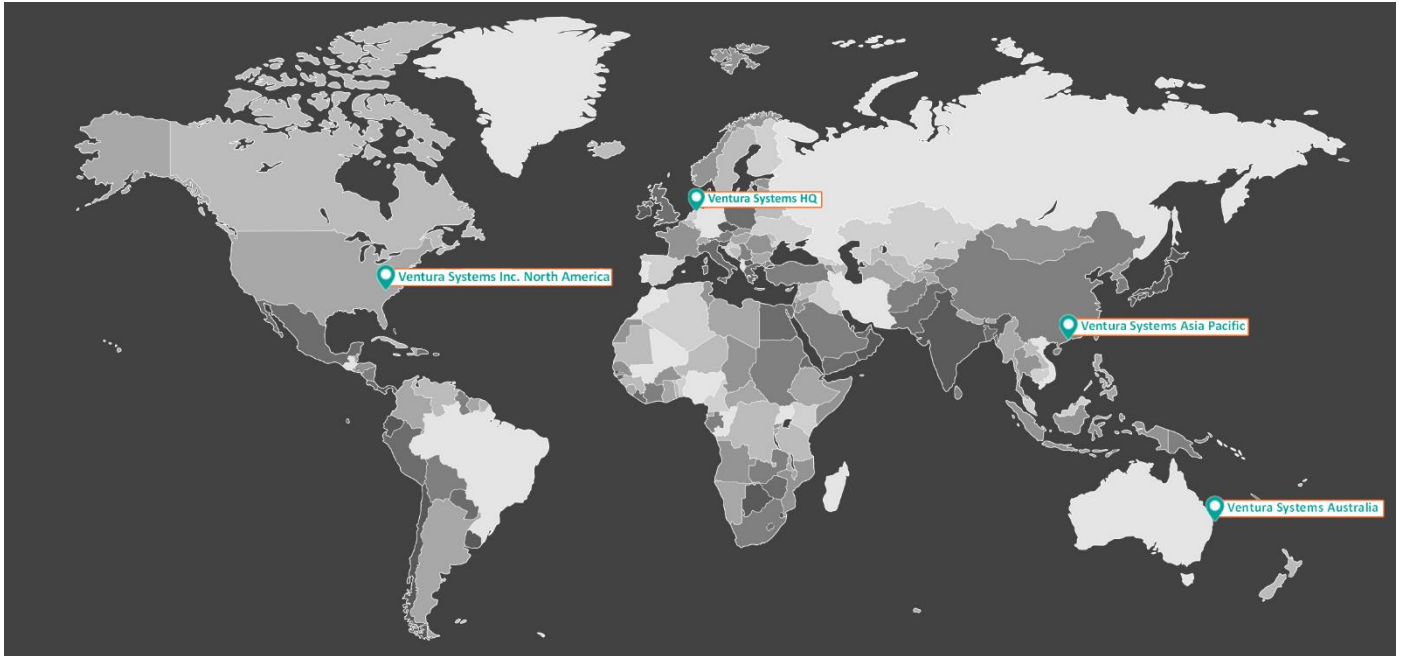 Ventura Systems HQ
Ventura Systems Inc. North America
Ventura Systems Asia Pacific
Ventura Systems Australia